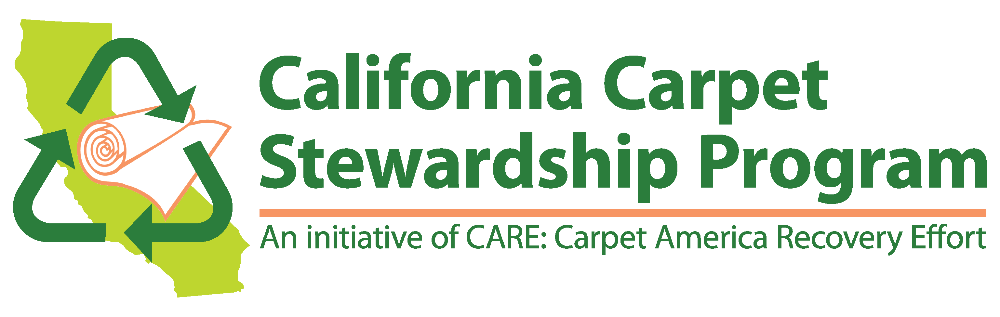 California Carpet
Stewardship Program
An initiative of CARE: Carpet America Recovery Effort